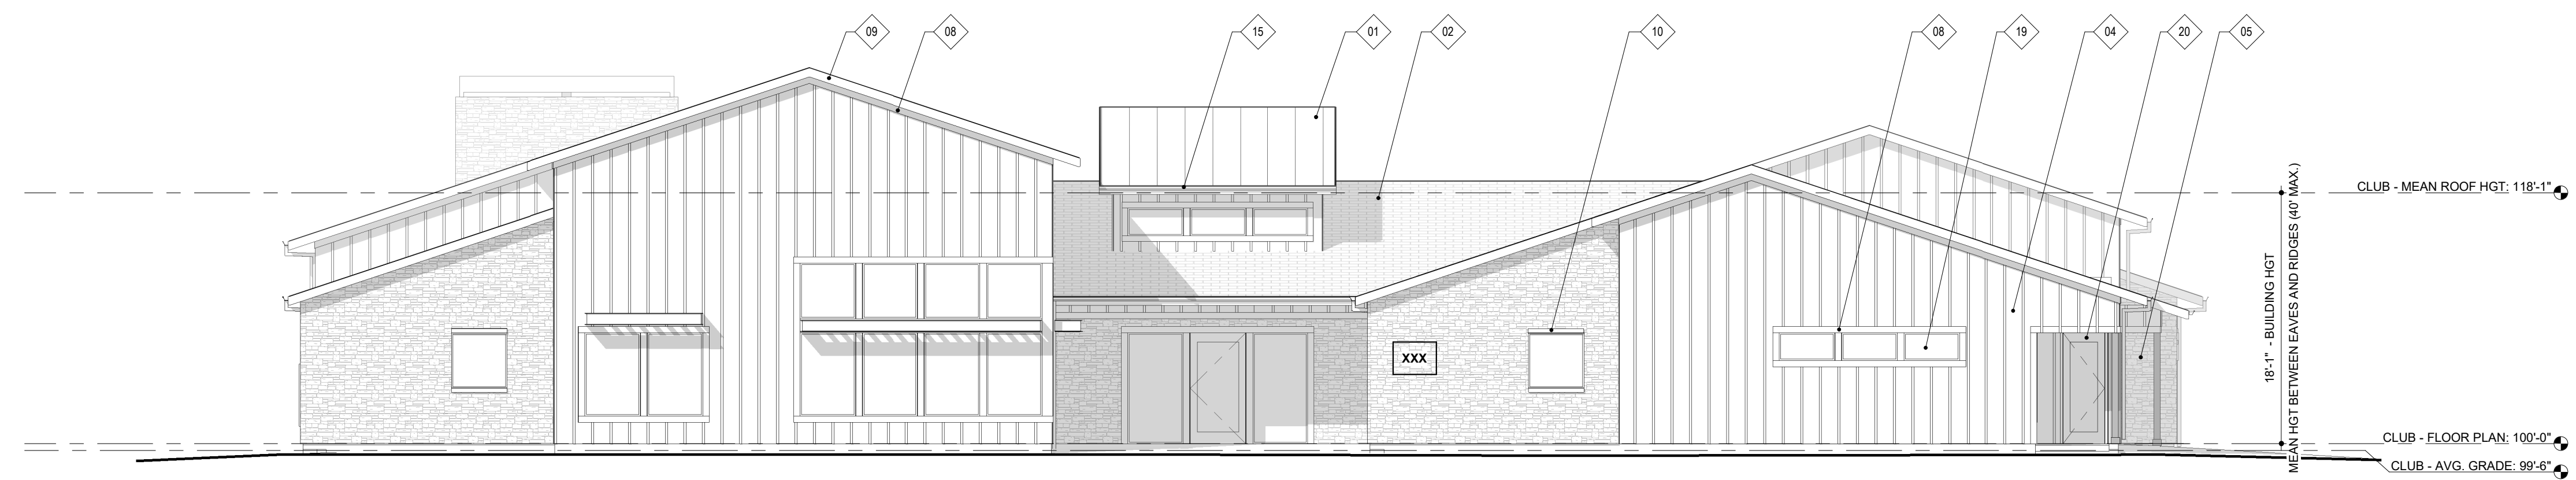 09
08
15
01
02
10
08
19
04
20
05
CLUB - MEAN ROOF HGT: 118'-1"
18'-1" - BUILDING HGT
MEAN HGT BETWEEN EAVES AND RIDGES (40' MAX.)
XXX
CLUB - FLOOR PLAN: 100'-0"
CLUB - AVG. GRADE: 99'-6"